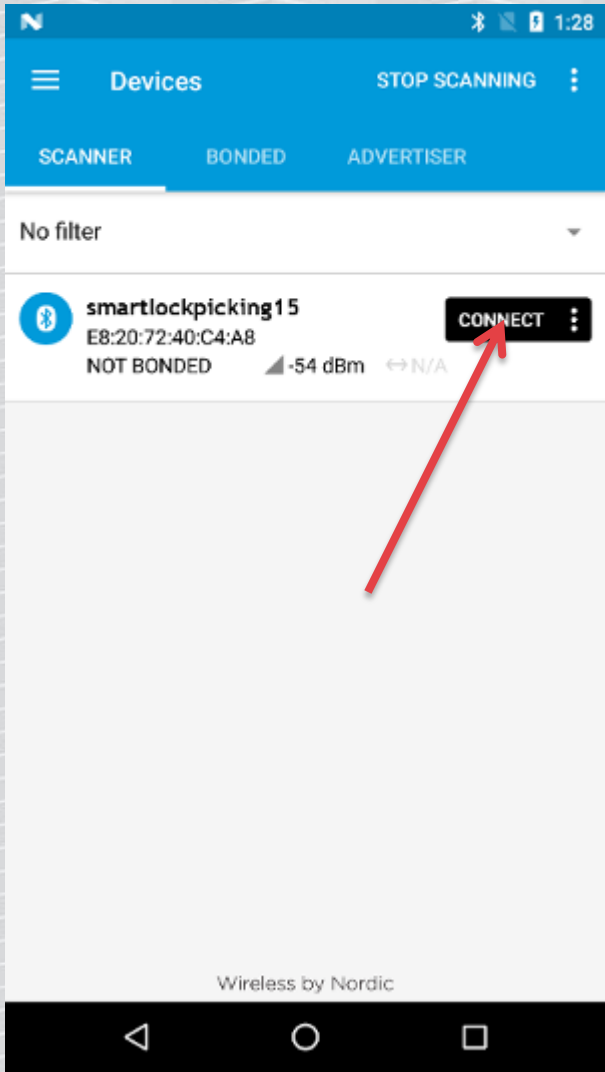 1:28
Devices STOP SCANNING
SCANNER BONDED ADVERTISER
No filter
smartlockpicking15
CONNECT
E8:20:72:40:C4:A8
NOT BONDED -54 dBm N/A
Wireless by Nordic